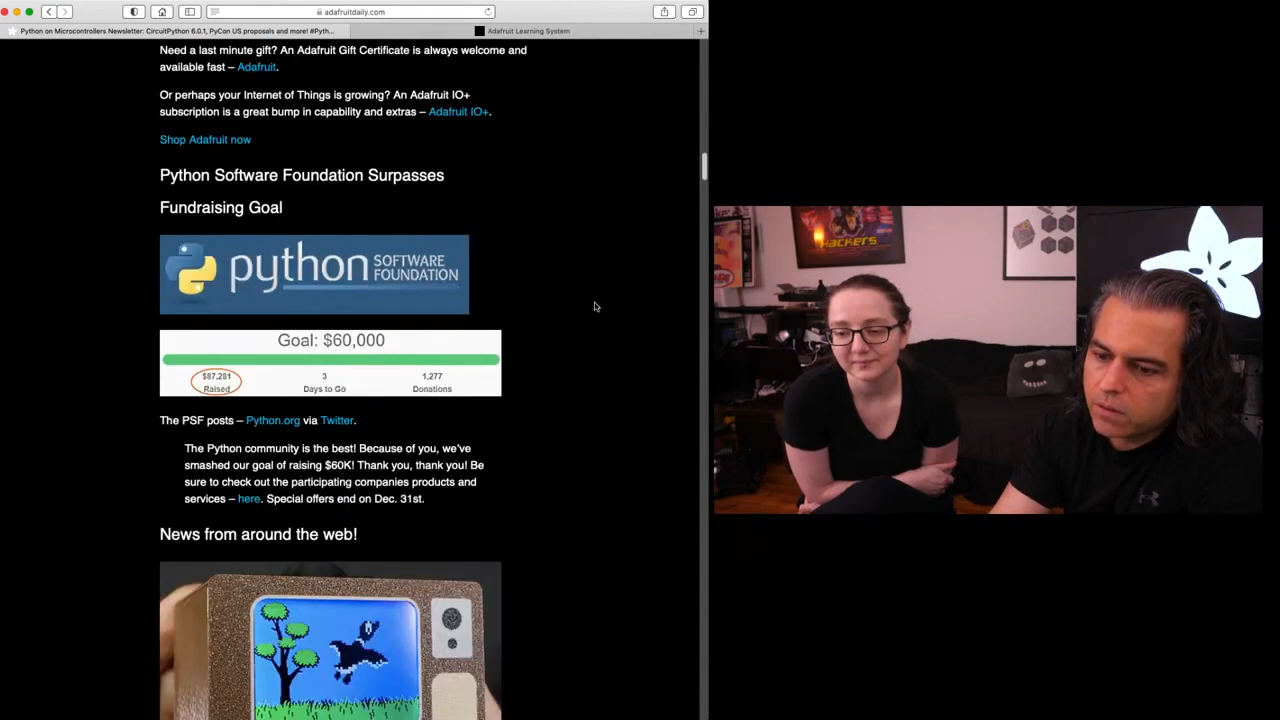 adafruitdaily.com
Python on Microcontrollers Newsletter: CircuitPython 6.0.1, PyCon US proposals and more! #Pyth...
Adafruit Learning System
Need a last minute gift? An Adafruit Gift Certificate is always welcome and
available fast – Adafruit.
Or perhaps your Internet of Things is growing? An Adafruit IO+
subscription is a great bump in capability and extras – Adafruit IO+.
Shop Adafruit now
Python Software Foundation Surpasses
Fundraising Goal
python SOFTWARE
FOUNDATION
Goal: $60,000
$87,281 3 1,277
Raised Days to Go Donations
The PSF posts – Python.org via Twitter.
The Python community is the best! Because of you, we've
smashed our goal of raising $60K! Thank you, thank you! Be
sure to check out the participating companies products and
services – here. Special offers end on Dec. 31st.
News from around the web!
HACKERS